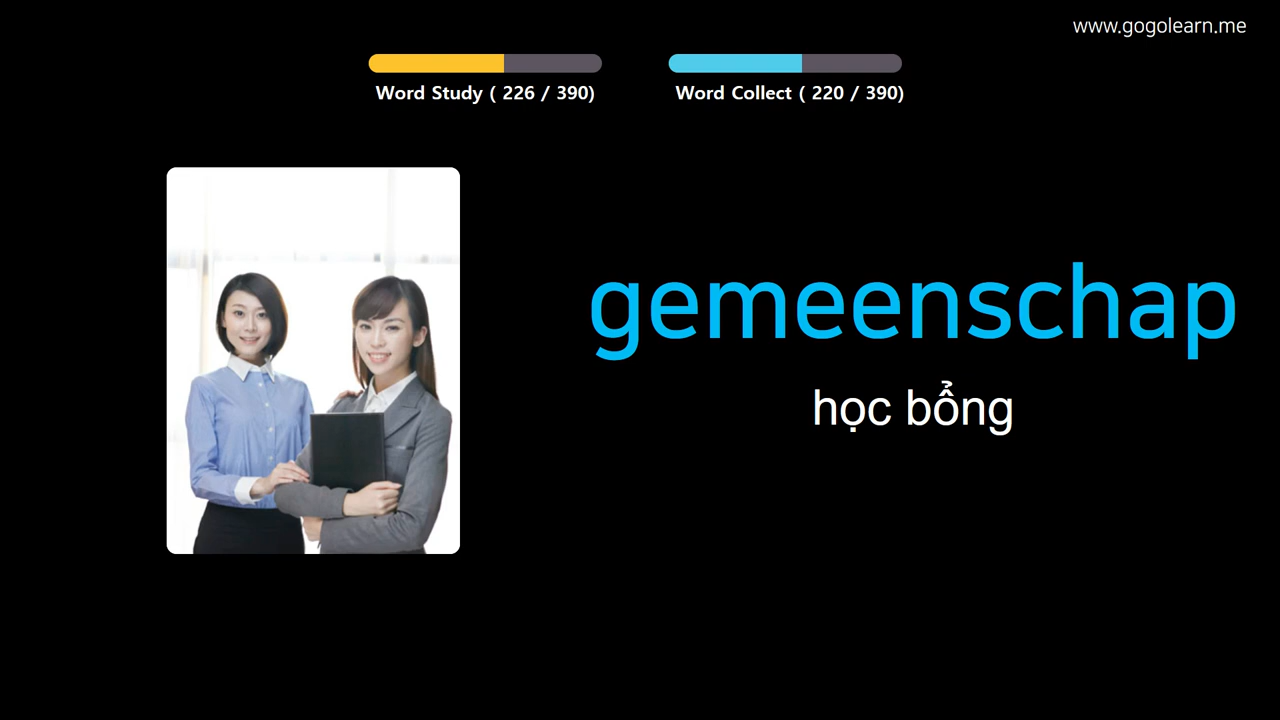 www.gogolearn.me
Word Study ( 226 / 390)
Word Collect ( 220 / 390)
gemeenschap
học bổng